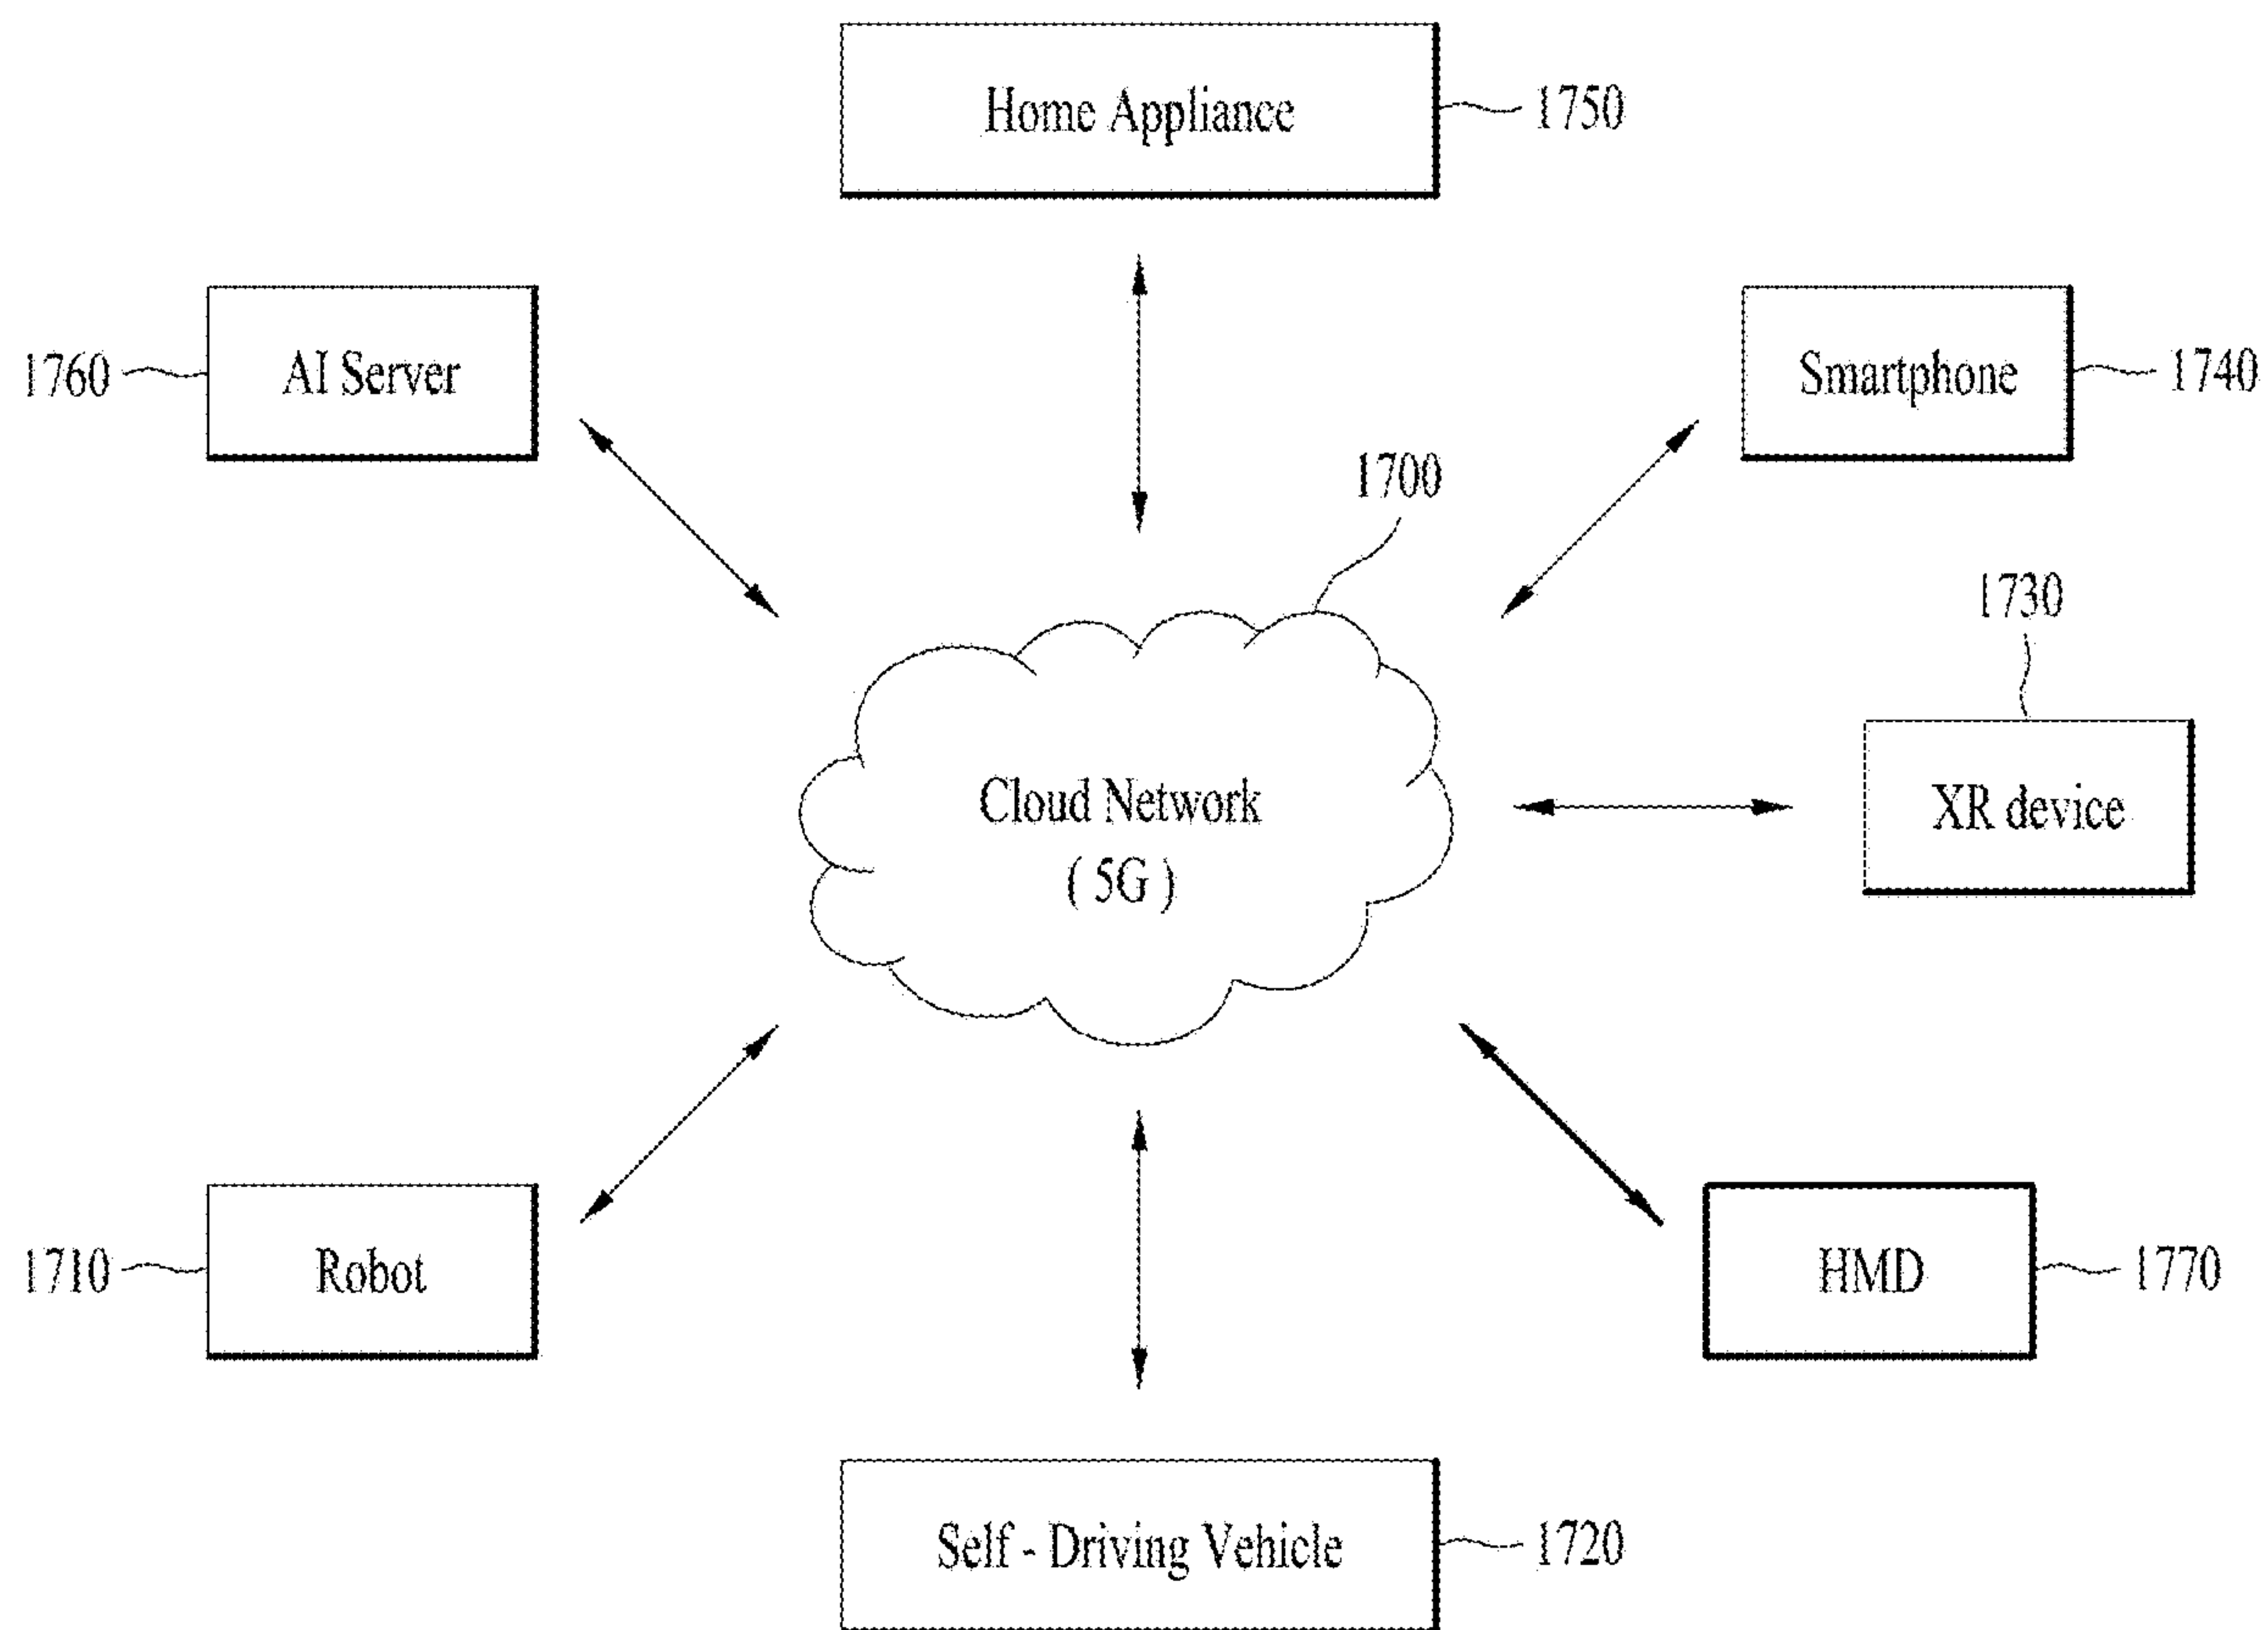 Home Appliance
1750
1760
AI Server
Smartphone
1740
1700
1730
Cloud Network
( 5G )
XR device
1710
Robot
HMD
1770
Self - Driving Vehicle
1720